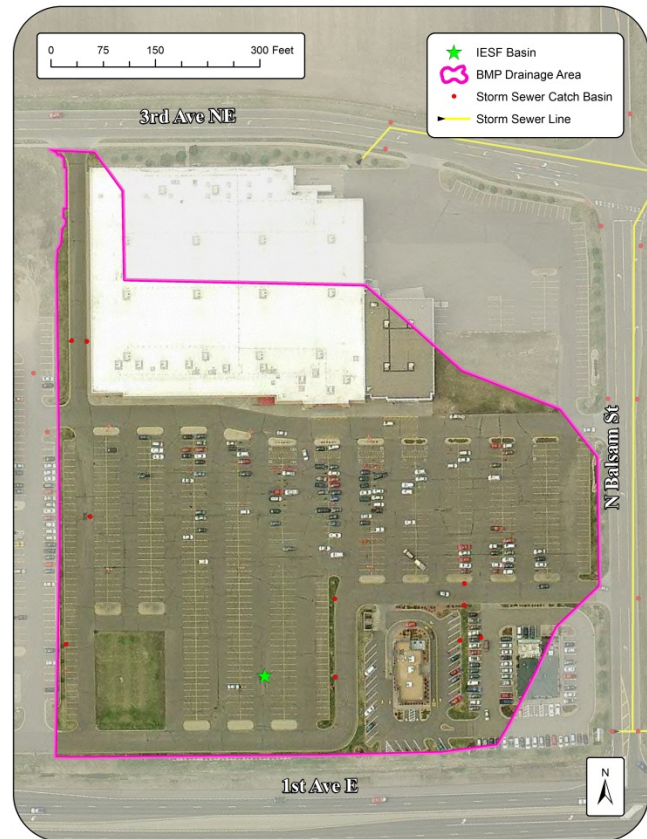 0 75 150 300 Feet
IESF Basin
BMP Drainage Area
Storm Sewer Catch Basin
Storm Sewer Line
3rd Ave NE
N Balsam St
1st Ave E
N